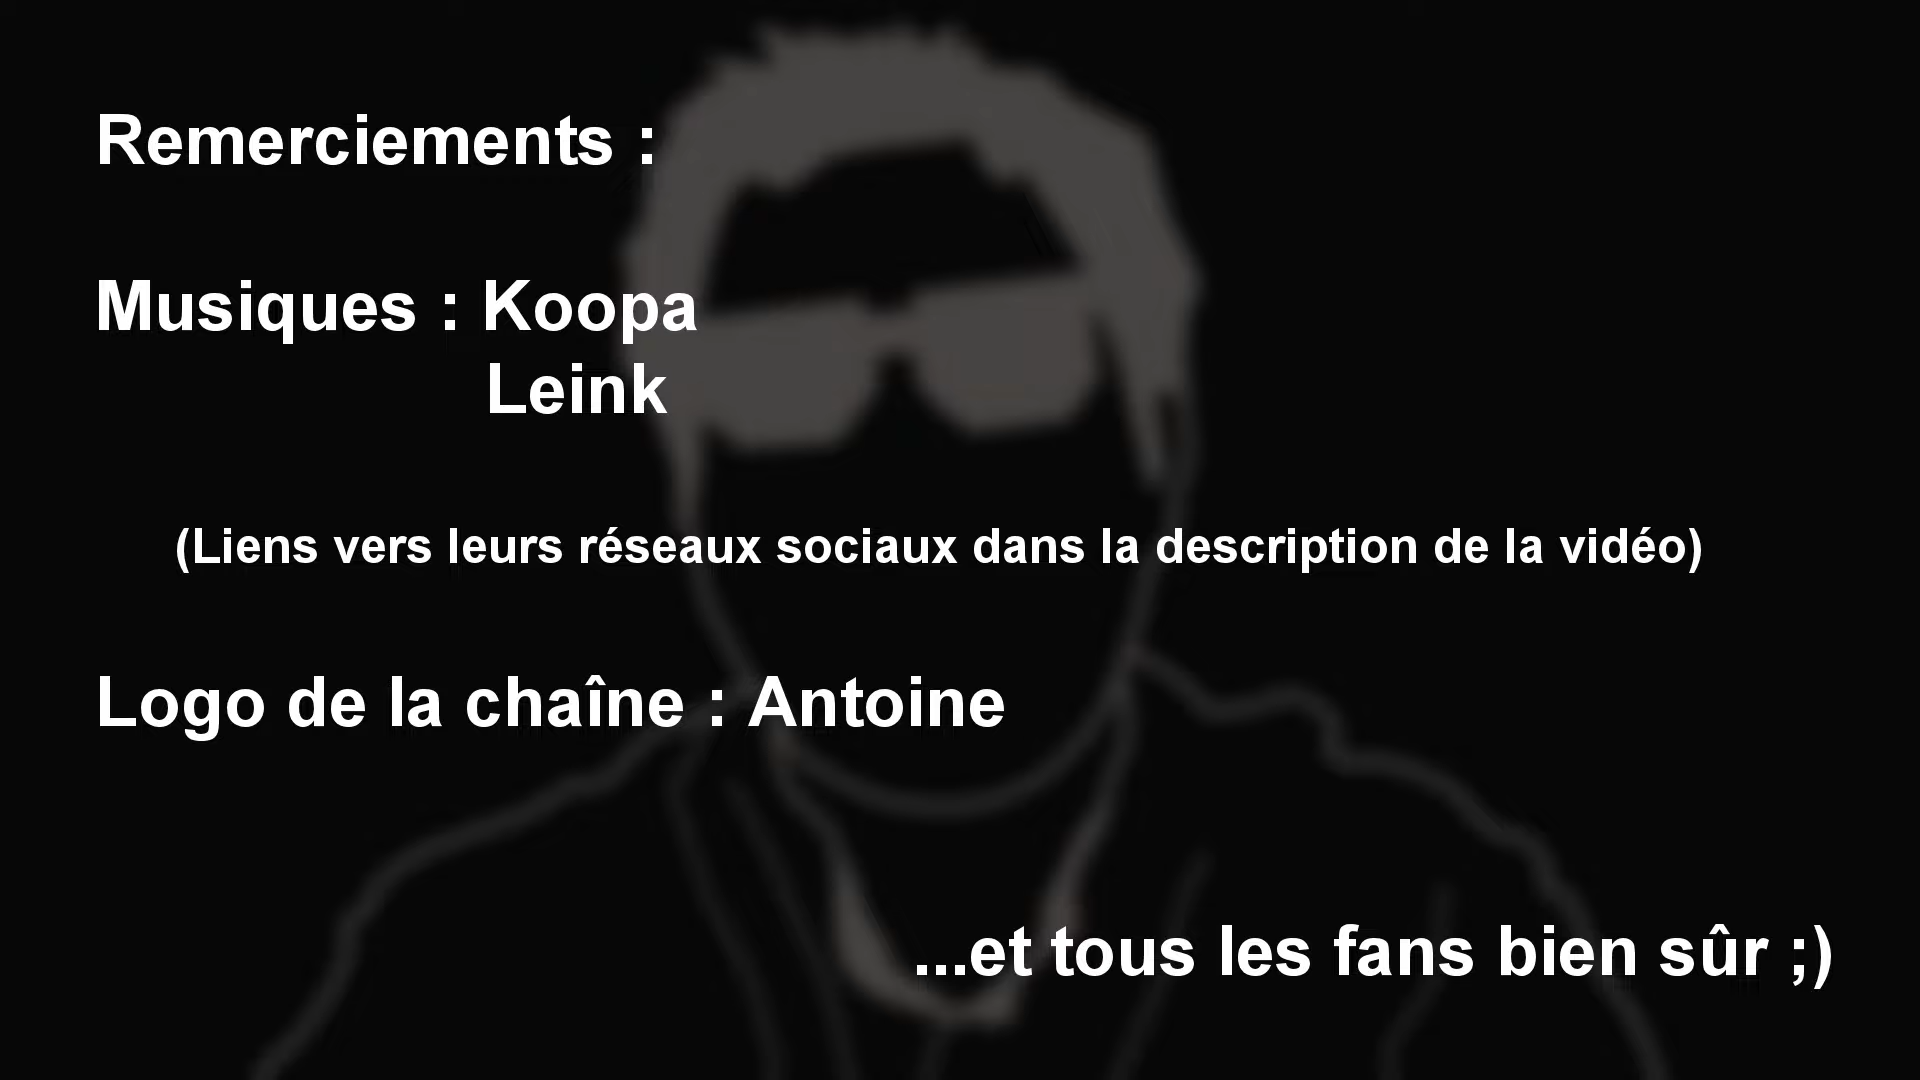 Remerciements :
Musiques : Koopa
Leink
(Liens vers leurs réseaux sociaux dans la description de la vidéo)
Logo de la chaîne : Antoine
...et tous les fans bien sûr ;)